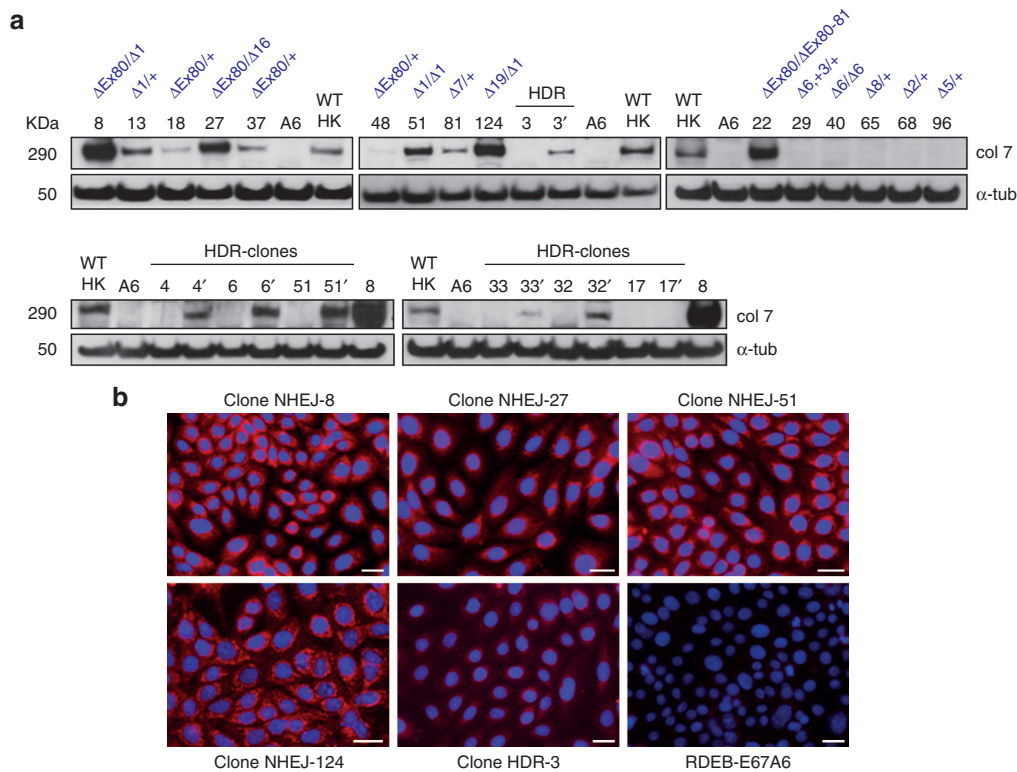 a
ΔEx80/Δ1 Δ1/+ ΔEx80/+ ΔEx80/Δ16 ΔEx80/+
ΔEx80/+ Δ1/Δ1 Δ7/+ Δ19/Δ1
ΔEx80/ΔEx80-81 Δ6,+3/+ Δ6/Δ6 Δ8/+ Δ2/+ Δ5/+
WT HDR WT WT
KDa 8 13 18 27 37 A6 HK 48 51 81 124 3 3′ A6 HK HK A6 22 29 40 65 68 96
290 col 7
50 α-tub
HDR-clones HDR-clones
WT WT
HK A6 4 4′ 6 6′ 51 51′ 8 HK A6 33 33′ 32 32′ 17 17′ 8
290 col 7
50 α-tub
b
Clone NHEJ-8 Clone NHEJ-27 Clone NHEJ-51
Clone NHEJ-124 Clone HDR-3 RDEB-E67A6